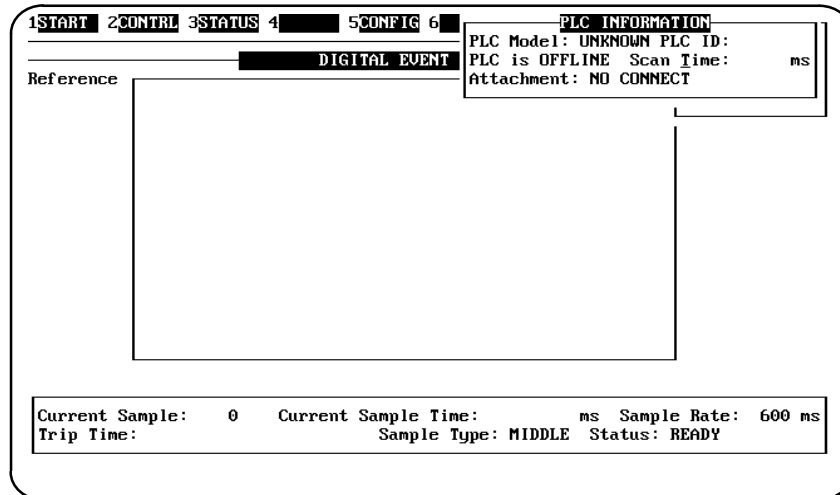 1START 2CONTRL 3STATUS 4 5CONFIG 6
PLC INFORMATION
PLC Model: UNKNOWN PLC ID:
DIGITAL EVENT
PLC is OFFLINE Scan Time: ms
Reference
Attachment: NO CONNECT
Current Sample: 0 Current Sample Time: ms Sample Rate: 600 ms
Trip Time: Sample Type: MIDDLE Status: READY